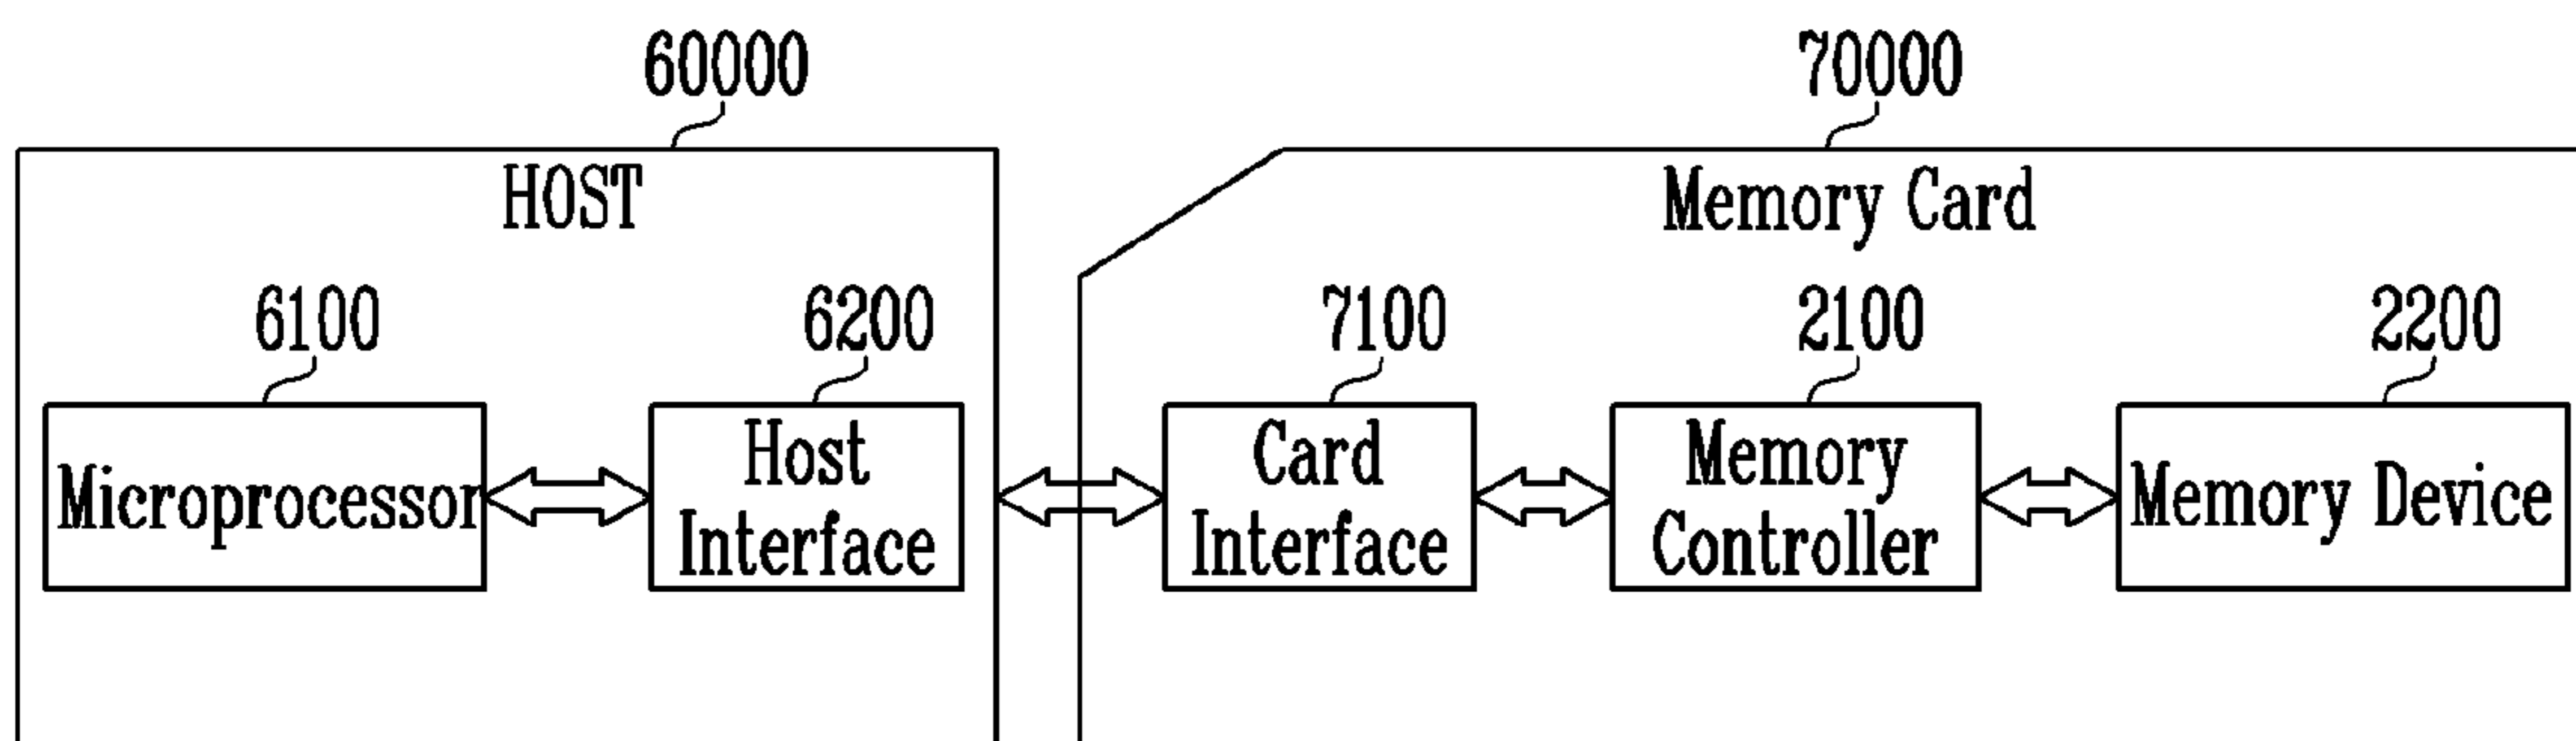 60000
70000
HOST
Memory Card
6100
6200
7100
2100
2200
Microprocessor
Host
Interface
Card
Interface
Memory
Controller
Memory Device